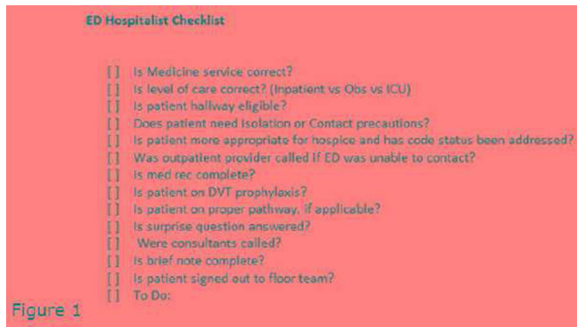 ED Hospitalist Checklist
[ ] Is Medicine service correct?
[ ] Is level of care correct? (Inpatient vs Obs vs ICU)
[ ] Is patient hallway eligible?
[ ] Does patient need Isolation or Contact precautions?
[ ] Is patient more appropriate for hospice and has code status been addressed?
[ ] Was outpatient provider called if ED was unable to contact?
[ ] Is med rec complete?
[ ] Is patient on DVT prophylaxis?
[ ] Is patient on proper pathway, if applicable?
[ ] Is surprise question answered?
[ ] Were consultants called?
[ ] Is brief note complete?
[ ] Is patient signed out to floor team?
[ ] To Do:
Figure 1